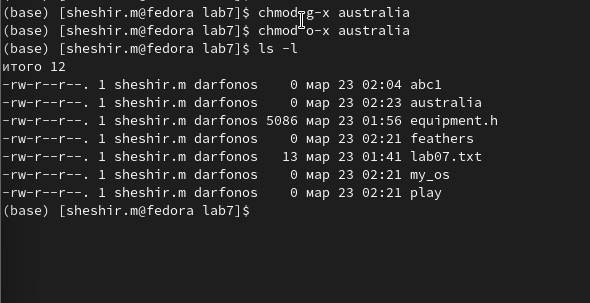 (base) [sheshir.m@fedora lab7]$ chmod g-x australia
(base) [sheshir.m@fedora lab7]$ chmod o-x australia
(base) [sheshir.m@fedora lab7]$ ls -l
итого 12
-rw-r--r--. 1 sheshir.m darfonos    0 мар 23 02:04 abc1
-rw-r--r--. 1 sheshir.m darfonos    0 мар 23 02:23 australia
-rw-r--r--. 1 sheshir.m darfonos 5086 мар 23 01:56 equipment.h
-rw-r--r--. 1 sheshir.m darfonos    0 мар 23 02:21 feathers
-rw-r--r--. 1 sheshir.m darfonos   13 мар 23 01:41 lab07.txt
-rw-r--r--. 1 sheshir.m darfonos    0 мар 23 02:21 my_os
-rw-r--r--. 1 sheshir.m darfonos    0 мар 23 02:21 play
(base) [sheshir.m@fedora lab7]$